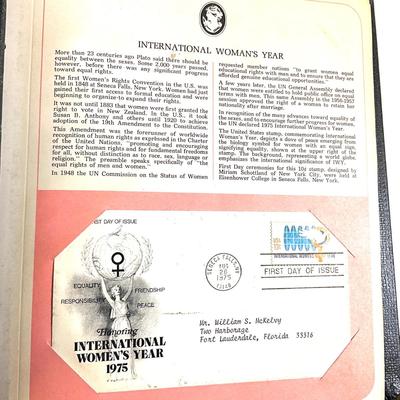 INTERNATIONAL WOMAN'S YEAR
More than 23 centuries ago Plato said there should be
equality between the sexes. Some 2,000 years passed,
however, before there was any significant progress
toward equal rights.
The first Women's Rights Convention in the U.S. was
held in 1848 at Seneca Falls, New York. Women had just
gained their first access to formal education and were
beginning to organize to expand their rights.
It was not until 1883 that women were first granted the
right to vote in New Zealand. In the U.S., it took
Susan B. Anthony and others until 1920 to achieve
adoption of the 19th Amendment to the Constitution.
This Amendment was the forerunner of worldwide
recognition of human rights as expressed in the Charter
of the United Nations, "promoting and encouraging
respect for human rights and for fundamental freedoms
for all, without distinction as to race, sex, language or
religion." The preamble speaks specifically of "the
equal rights of men and women."
In 1948 the UN Commission on the Status of Women
requested member nations "to grant women equal
educational rights with men and to ensure that they are
afforded genuine educational opportunities."
A few years later, the UN General Assembly declared
that women were entitled to hold public office on equal
terms with men. This same Assembly in the 1956-1957
session approved the right of a woman to retain her
nationality after marriage.
In recognition of the many advances toward equality of
the sexes, and to encourage further progress for women,
the UN declared 1975 International Woman's Year.
The United States stamp, commemorating International
Woman's Year, depicts a dove of peace emerging from
the biology symbol for women with an equal sign,
signifying equality, shown at the upper right of the
stamp. The background, representing a world globe,
emphasizes the international significance of IWY.
First Day ceremonies for this 10¢ stamp, designed by
Miriam Schottland of New York City, were held at
Eisenhower College in Seneca Falls, New York.
FIRST DAY OF ISSUE
EQUALITY
FRIENDSHIP
RESPONSIBILITY
PEACE
Honoring
INTERNATIONAL
WOMEN'S YEAR
1975
SENECA FALLS, NY
AUG
26
1975
13148
USA 10c
INTERNATIONAL WOMEN'S YEAR
FIRST DAY OF ISSUE
Mr. William S. McKelvy
Two Harborage
Fort Lauderdale, Florida 33316